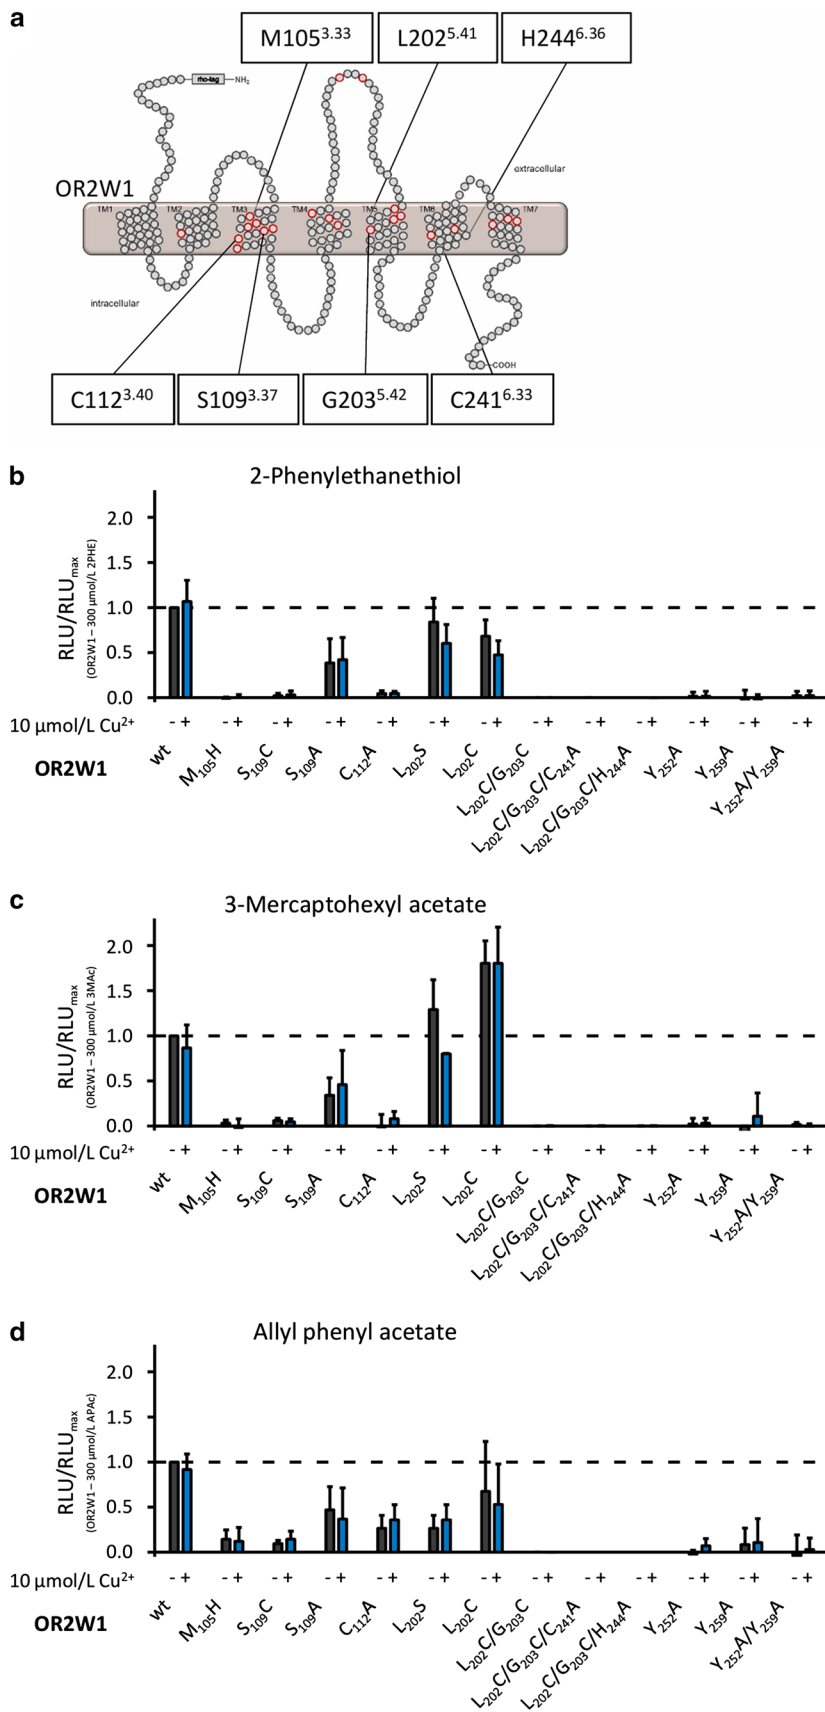 a
M105^3.33 L202^5.41 H244^6.36
rho-tag NH₂
extracellular
OR2W1
TM1 TM2 TM3 TM4 TM5 TM6 TM7
intracellular
COOH
C112^3.40 S109^3.37 G203^5.42 C241^6.33
b
2-Phenylethanethiol
RLU/RLU_max
(OR2W1 – 300 µmol/L 2PHE)
2.0
1.5
1.0
0.5
0.0
10 µmol/L Cu²⁺ - + - + - + - + - + - + - + - + - + - + - + - + - +
OR2W1 wt M₁₀₅H S₁₀₉C S₁₀₉A C₁₁₂A L₂₀₂S L₂₀₂C L₂₀₂C/G₂₀₃C L₂₀₂C/G₂₀₃C/C₂₄₁A L₂₀₂C/G₂₀₃C/H₂₄₄A Y₂₅₂A Y₂₅₉A Y₂₅₂A/Y₂₅₉A
c
3-Mercaptohexyl acetate
RLU/RLU_max
(OR2W1 – 300 µmol/L 3MAc)
2.0
1.5
1.0
0.5
0.0
10 µmol/L Cu²⁺ - + - + - + - + - + - + - + - + - + - + - + - + - +
OR2W1 wt M₁₀₅H S₁₀₉C S₁₀₉A C₁₁₂A L₂₀₂S L₂₀₂C L₂₀₂C/G₂₀₃C L₂₀₂C/G₂₀₃C/C₂₄₁A L₂₀₂C/G₂₀₃C/H₂₄₄A Y₂₅₂A Y₂₅₉A Y₂₅₂A/Y₂₅₉A
d
Allyl phenyl acetate
RLU/RLU_max
(OR2W1 – 300 µmol/L APAc)
2.0
1.5
1.0
0.5
0.0
10 µmol/L Cu²⁺ - + - + - + - + - + - + - + - + - + - + - + - + - +
OR2W1 wt M₁₀₅H S₁₀₉C S₁₀₉A C₁₁₂A L₂₀₂S L₂₀₂C L₂₀₂C/G₂₀₃C L₂₀₂C/G₂₀₃C/C₂₄₁A L₂₀₂C/G₂₀₃C/H₂₄₄A Y₂₅₂A Y₂₅₉A Y₂₅₂A/Y₂₅₉A